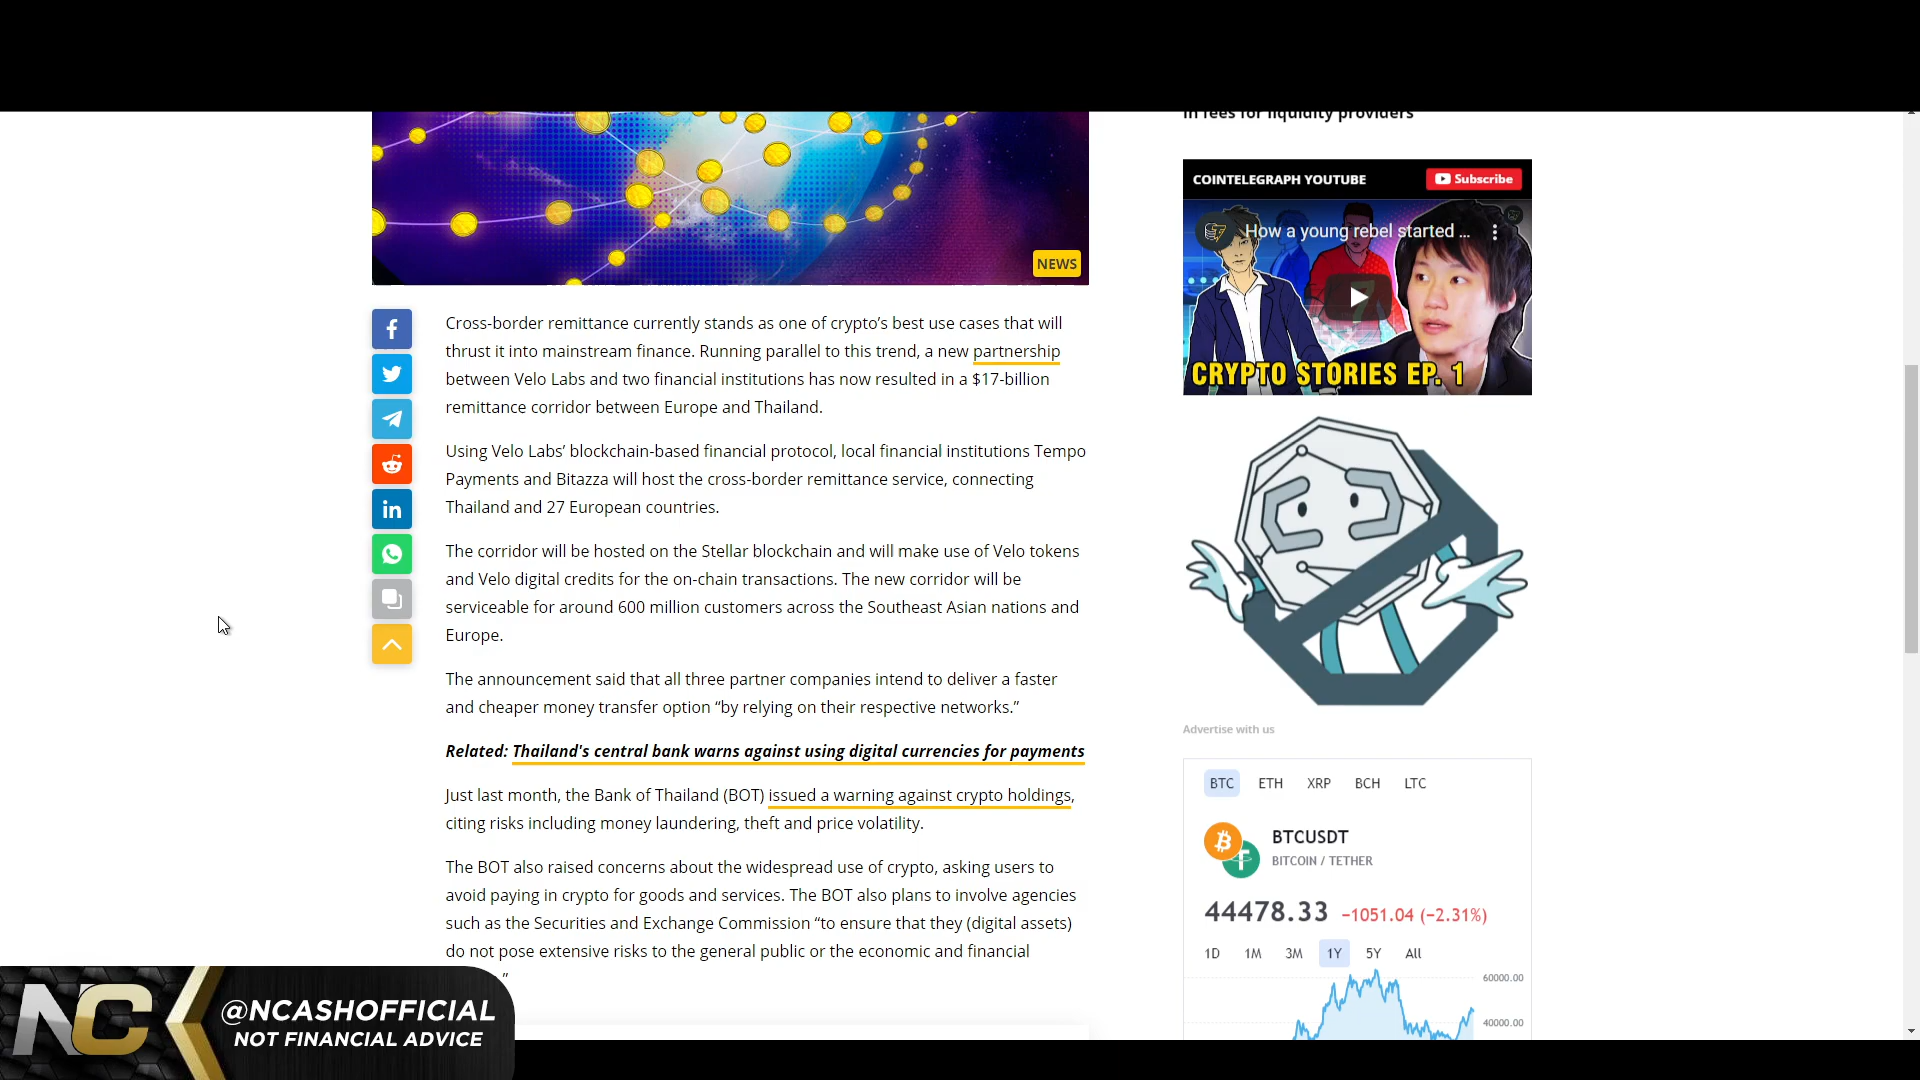 in fees for liquidity providers
COINTELEGRAPH YOUTUBE
Subscribe
How a young rebel started ...
CRYPTO STORIES EP. 1
NEWS
Cross-border remittance currently stands as one of crypto’s best use cases that will
thrust it into mainstream finance. Running parallel to this trend, a new partnership
between Velo Labs and two financial institutions has now resulted in a $17-billion
remittance corridor between Europe and Thailand.
Using Velo Labs’ blockchain-based financial protocol, local financial institutions Tempo
Payments and Bitazza will host the cross-border remittance service, connecting
Thailand and 27 European countries.
The corridor will be hosted on the Stellar blockchain and will make use of Velo tokens
and Velo digital credits for the on-chain transactions. The new corridor will be
serviceable for around 600 million customers across the Southeast Asian nations and
Europe.
The announcement said that all three partner companies intend to deliver a faster
and cheaper money transfer option “by relying on their respective networks.”
Related: Thailand's central bank warns against using digital currencies for payments
Just last month, the Bank of Thailand (BOT) issued a warning against crypto holdings,
citing risks including money laundering, theft and price volatility.
The BOT also raised concerns about the widespread use of crypto, asking users to
avoid paying in crypto for goods and services. The BOT also plans to involve agencies
such as the Securities and Exchange Commission “to ensure that they (digital assets)
do not pose extensive risks to the general public or the economic and financial
Advertise with us
BTC ETH XRP BCH LTC
BTCUSDT
BITCOIN / TETHER
44478.33 −1051.04 (−2.31%)
1D 1M 3M 1Y 5Y All
60000.00
40000.00
NC
@NCASHOFFICIAL
NOT FINANCIAL ADVICE